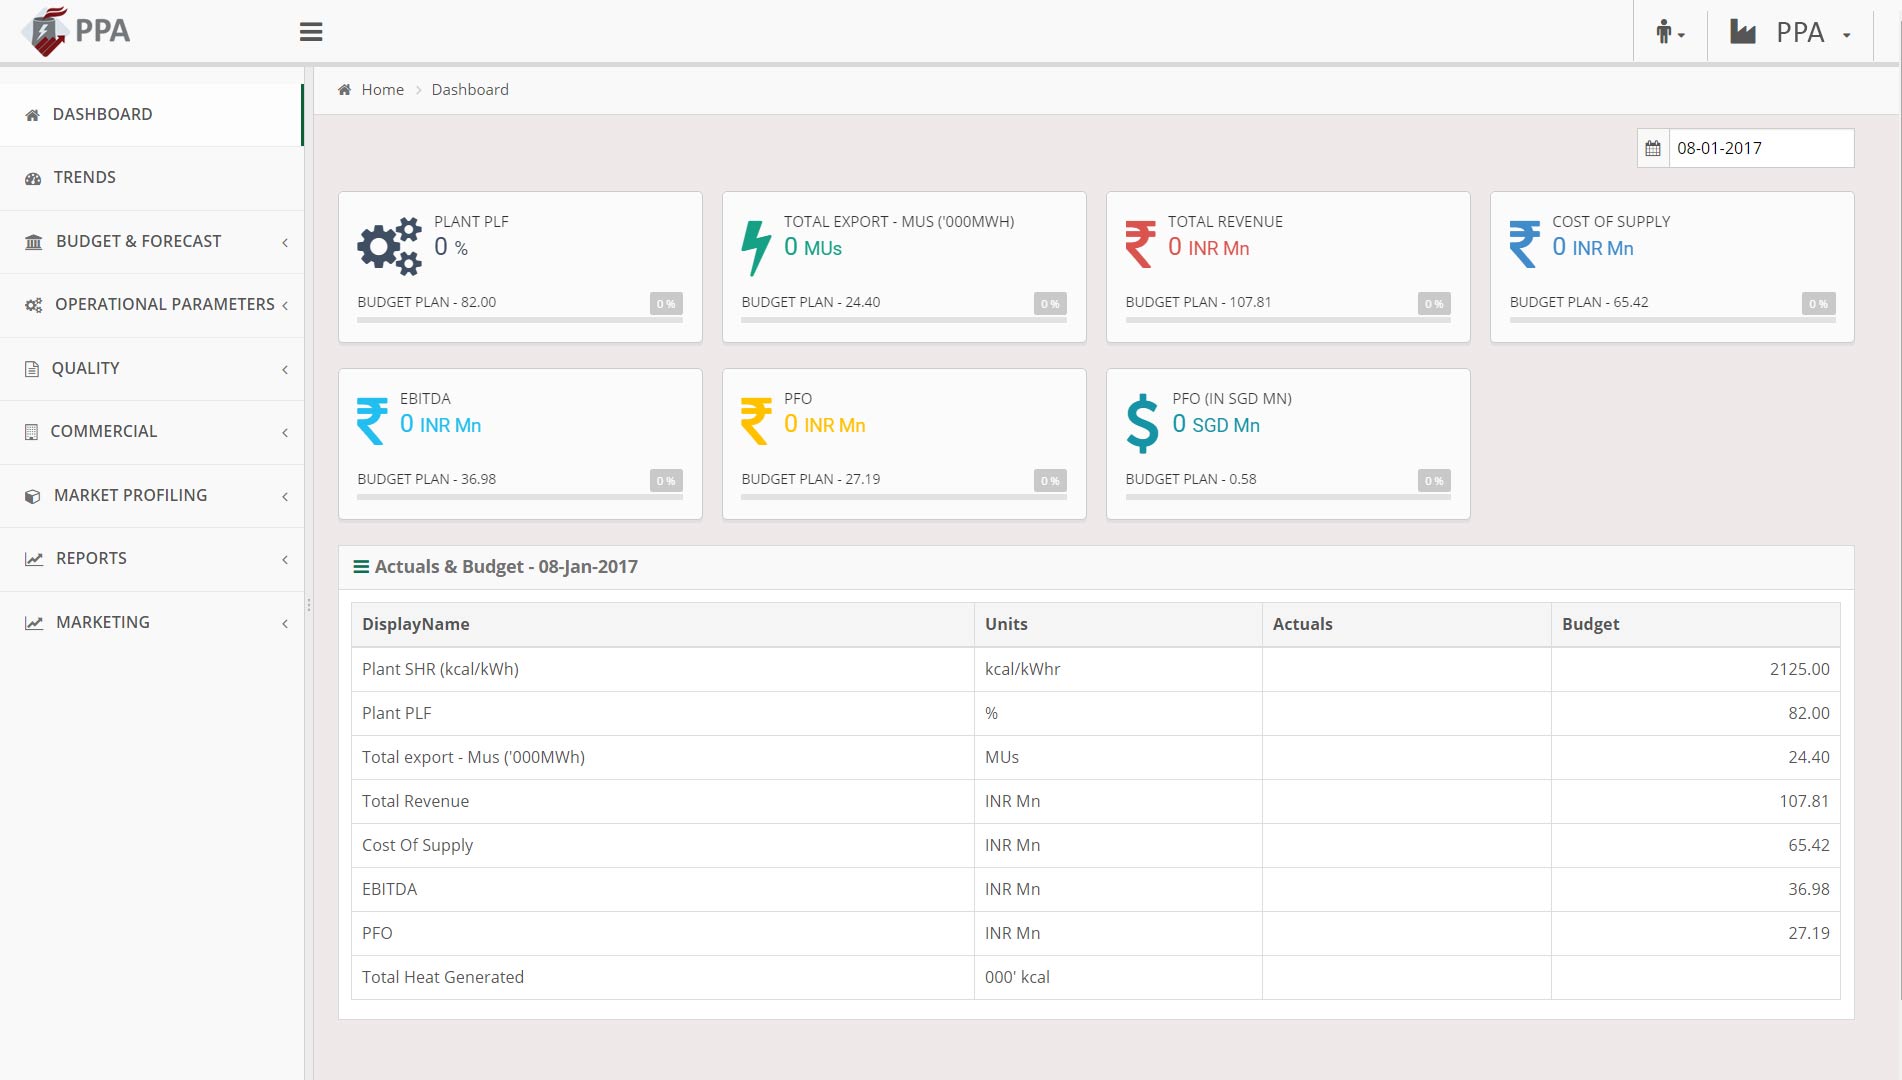 PPA
PPA
Home > Dashboard
08-01-2017
DASHBOARD
TRENDS
BUDGET & FORECAST
OPERATIONAL PARAMETERS
QUALITY
COMMERCIAL
MARKET PROFILING
REPORTS
MARKETING
PLANT PLF
0 %
BUDGET PLAN - 82.00 0 %
TOTAL EXPORT - MUS ('000MWH)
0 MUs
BUDGET PLAN - 24.40 0 %
TOTAL REVENUE
0 INR Mn
BUDGET PLAN - 107.81 0 %
COST OF SUPPLY
0 INR Mn
BUDGET PLAN - 65.42 0 %
EBITDA
0 INR Mn
BUDGET PLAN - 36.98 0 %
PFO
0 INR Mn
BUDGET PLAN - 27.19 0 %
PFO (IN SGD MN)
0 SGD Mn
BUDGET PLAN - 0.58 0 %
Actuals & Budget - 08-Jan-2017
DisplayName Units Actuals Budget
Plant SHR (kcal/kWh) kcal/kWhr 2125.00
Plant PLF % 82.00
Total export - Mus ('000MWh) MUs 24.40
Total Revenue INR Mn 107.81
Cost Of Supply INR Mn 65.42
EBITDA INR Mn 36.98
PFO INR Mn 27.19
Total Heat Generated 000' kcal